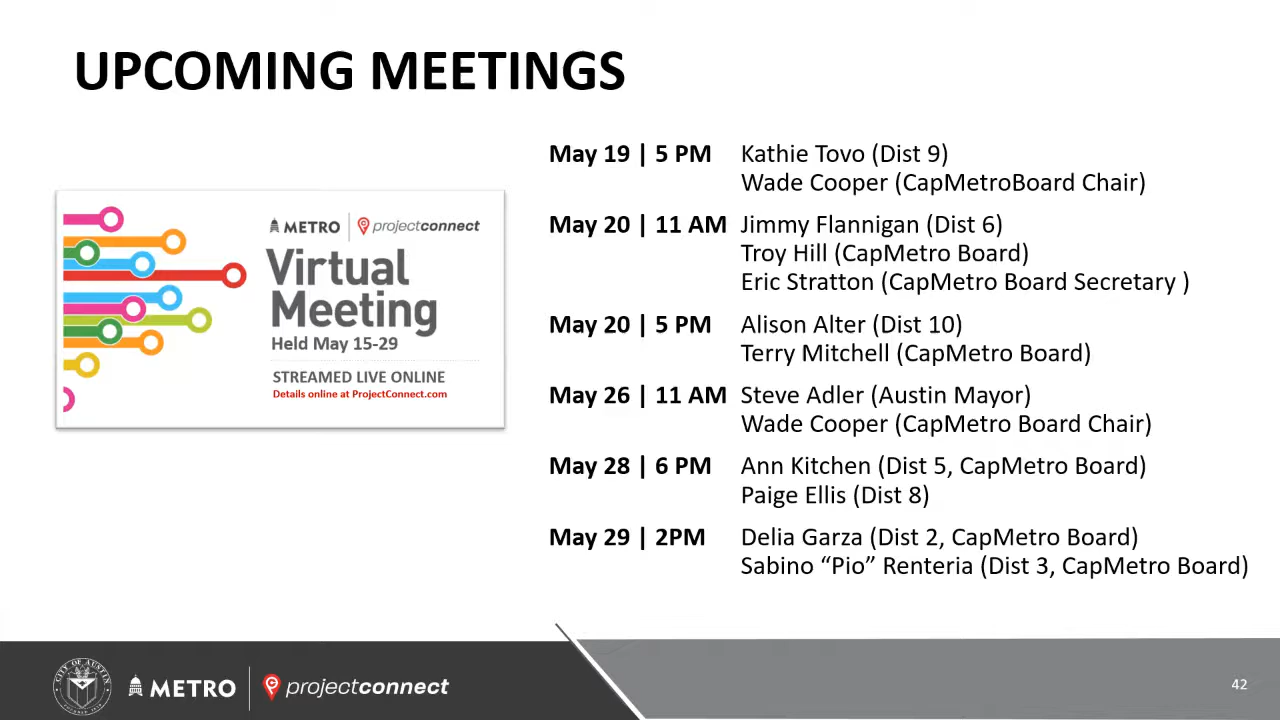 UPCOMING MEETINGS
METRO | projectconnect
Virtual
Meeting
Held May 15-29
STREAMED LIVE ONLINE
Details online at ProjectConnect.com
May 19 | 5 PM Kathie Tovo (Dist 9)
Wade Cooper (CapMetroBoard Chair)
May 20 | 11 AM Jimmy Flannigan (Dist 6)
Troy Hill (CapMetro Board)
Eric Stratton (CapMetro Board Secretary )
May 20 | 5 PM Alison Alter (Dist 10)
Terry Mitchell (CapMetro Board)
May 26 | 11 AM Steve Adler (Austin Mayor)
Wade Cooper (CapMetro Board Chair)
May 28 | 6 PM Ann Kitchen (Dist 5, CapMetro Board)
Paige Ellis (Dist 8)
May 29 | 2PM Delia Garza (Dist 2, CapMetro Board)
Sabino “Pio” Renteria (Dist 3, CapMetro Board)
CITY OF AUSTIN
METRO | projectconnect
42